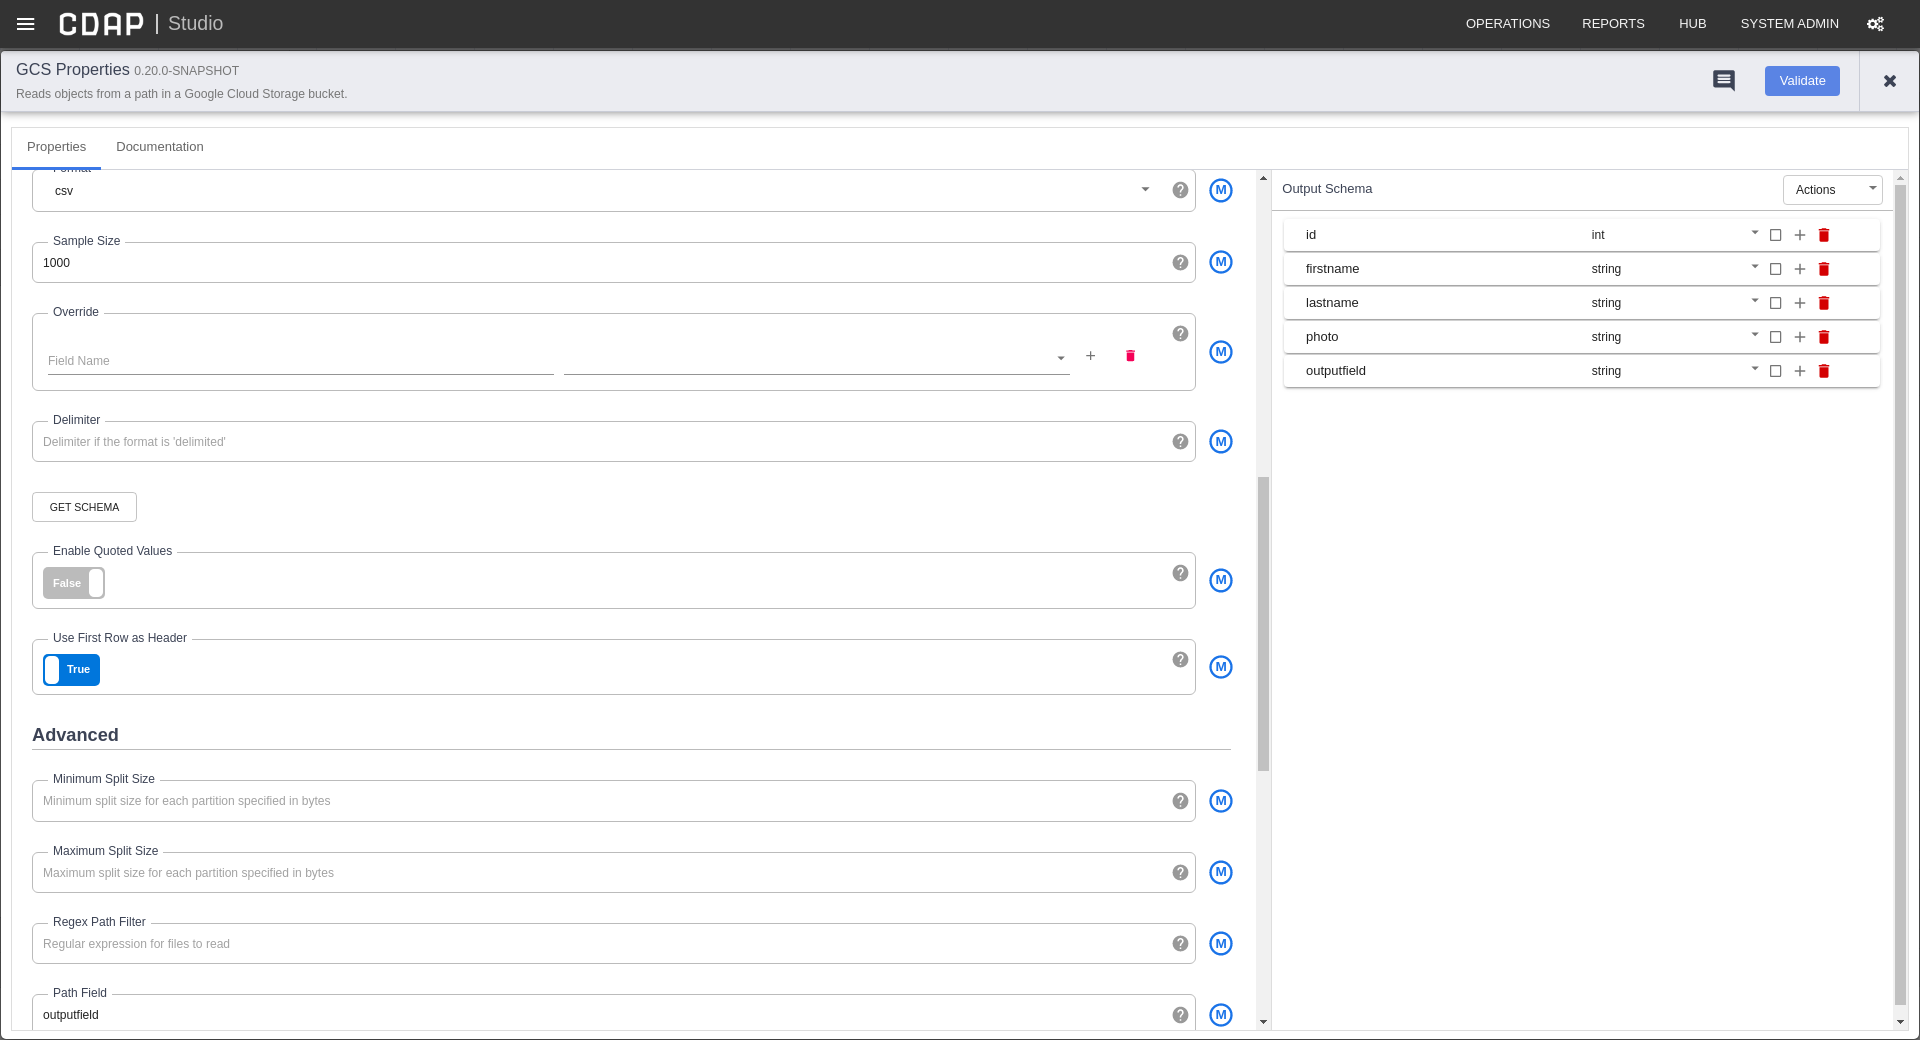 CDAP | Studio
OPERATIONS REPORTS HUB SYSTEM ADMIN
GCS Properties 0.20.0-SNAPSHOT
Reads objects from a path in a Google Cloud Storage bucket.
Validate
Properties Documentation
Format
csv
M
Sample Size
1000
M
Override
Field Name
M
Delimiter
Delimiter if the format is 'delimited'
M
GET SCHEMA
Enable Quoted Values
False
M
Use First Row as Header
True
M
Advanced
Minimum Split Size
Minimum split size for each partition specified in bytes
M
Maximum Split Size
Maximum split size for each partition specified in bytes
M
Regex Path Filter
Regular expression for files to read
M
Path Field
outputfield
M
Output Schema
Actions
id int
firstname string
lastname string
photo string
outputfield string